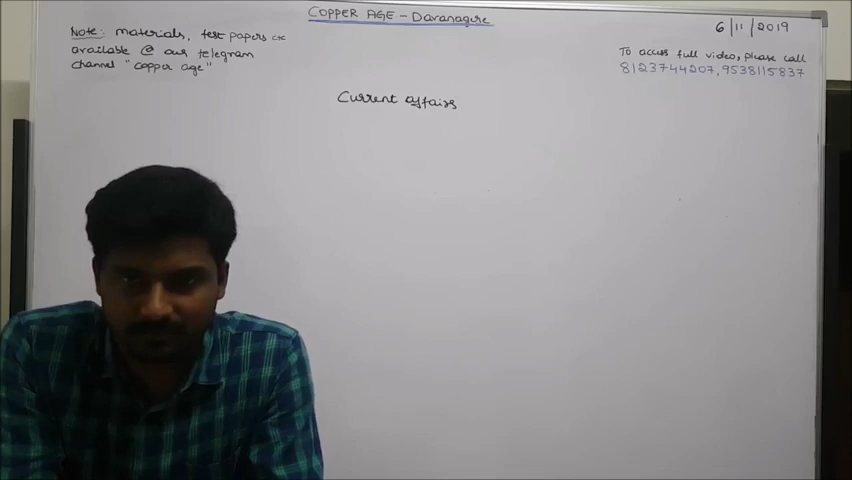 COPPER AGE - Davanagere
6/11/2019
Note: materials, test papers etc
available @ our telegram
channel "copper age"
To access full video, please call
8123744207, 9538115837
Current affairs